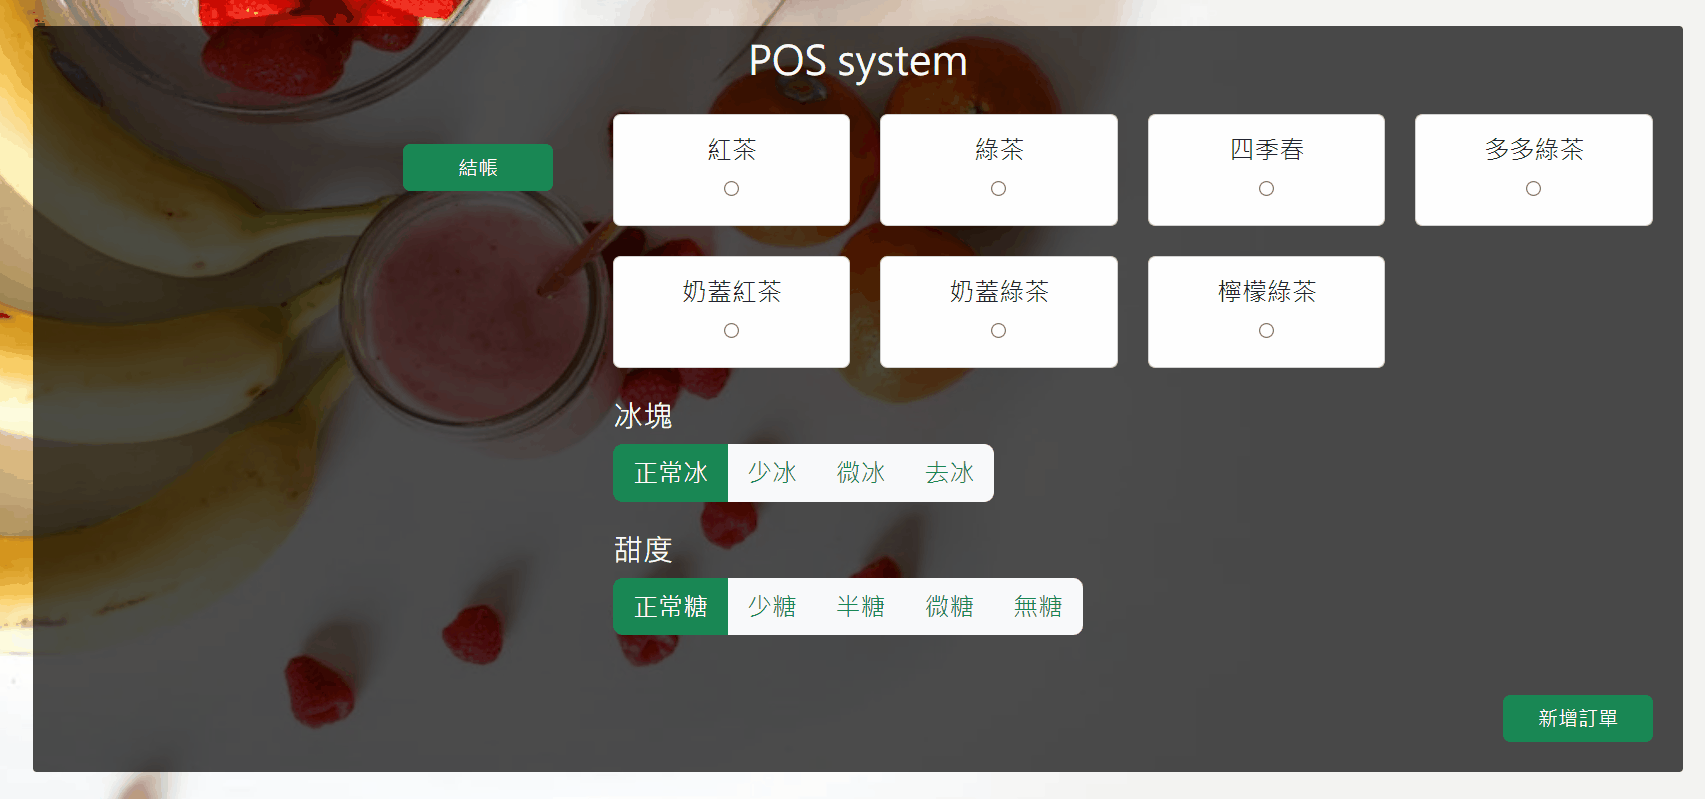 POS system
結帳
紅茶
綠茶
四季春
多多綠茶
奶蓋紅茶
奶蓋綠茶
檸檬綠茶
冰塊
正常冰 少冰 微冰 去冰
甜度
正常糖 少糖 半糖 微糖 無糖
新增訂單